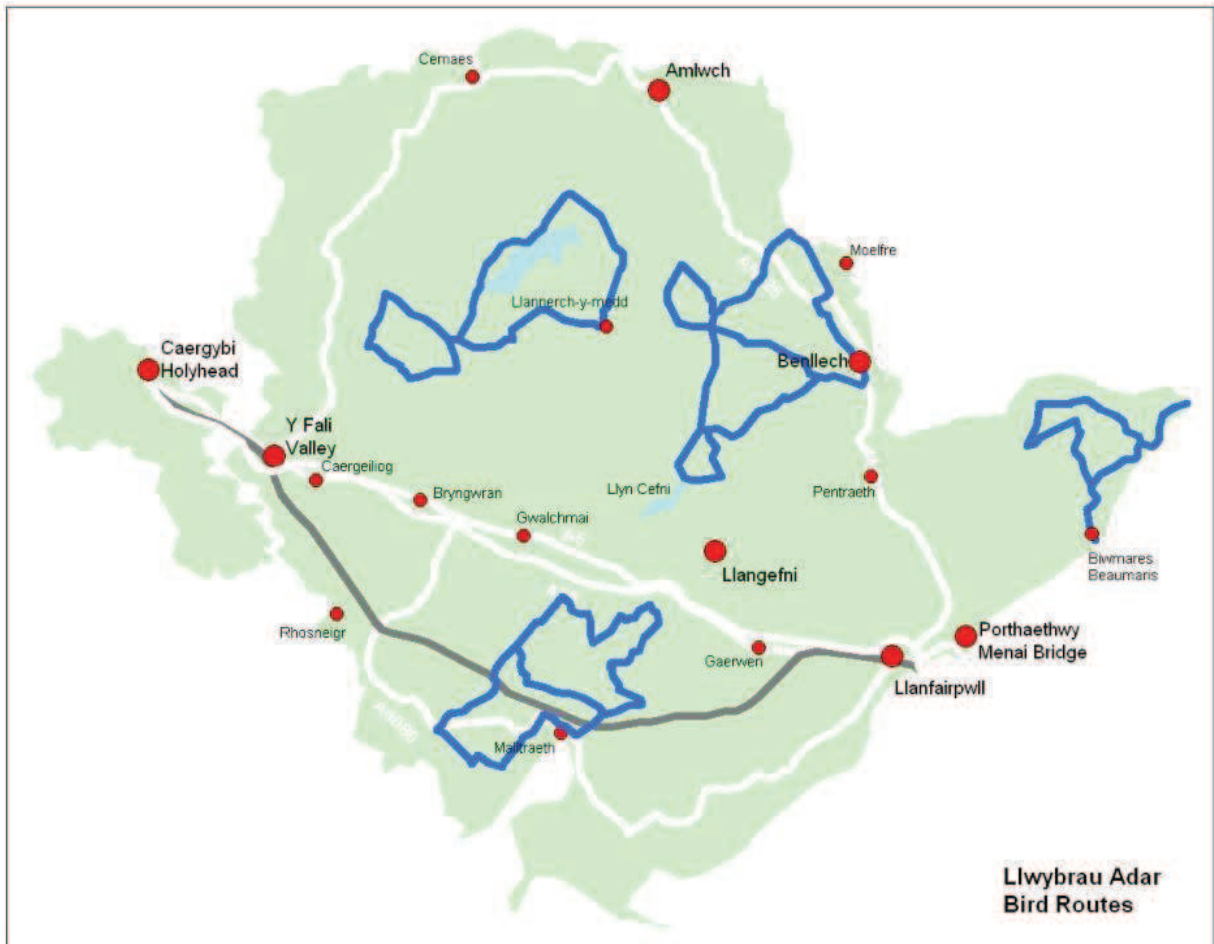 Cemaes
Amlwch
Moelfre
Llannerch-y-medd
Caergybi
Holyhead
Benllech
Y Fali
Valley
Caergeiliog
Bryngwran
Llyn Cefni
Pentraeth
Gwalchmai
A5
Llangefni
Biwmares
Beaumaris
Rhosneigr
Gaerwen
Porthaethwy
Menai Bridge
Llanfairpwll
Malltraeth
Llwybrau Adar
Bird Routes